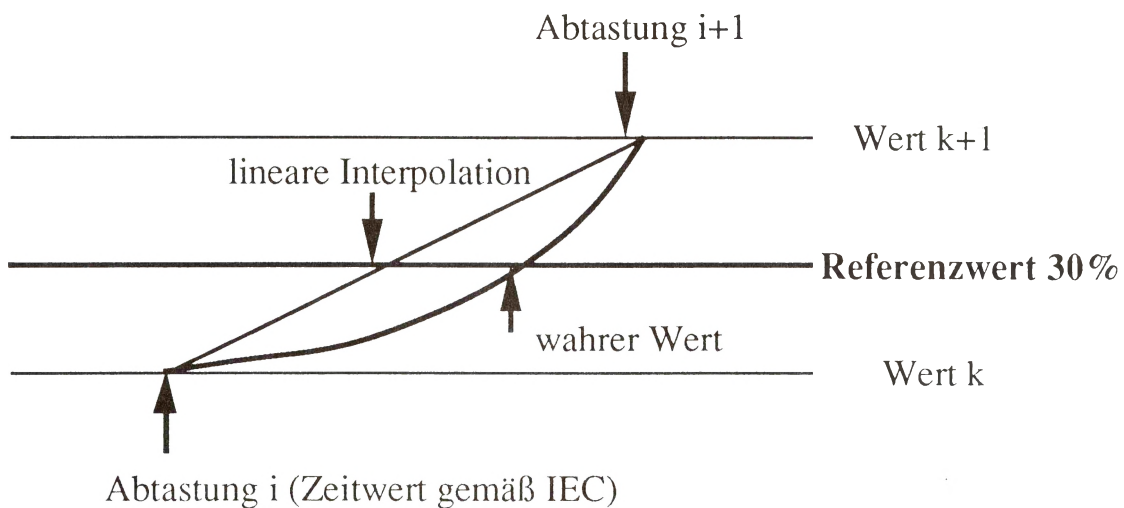 Abtastung i+1
Wert k+1
lineare Interpolation
Referenzwert 30%
wahrer Wert
Wert k
Abtastung i (Zeitwert gemäß IEC)